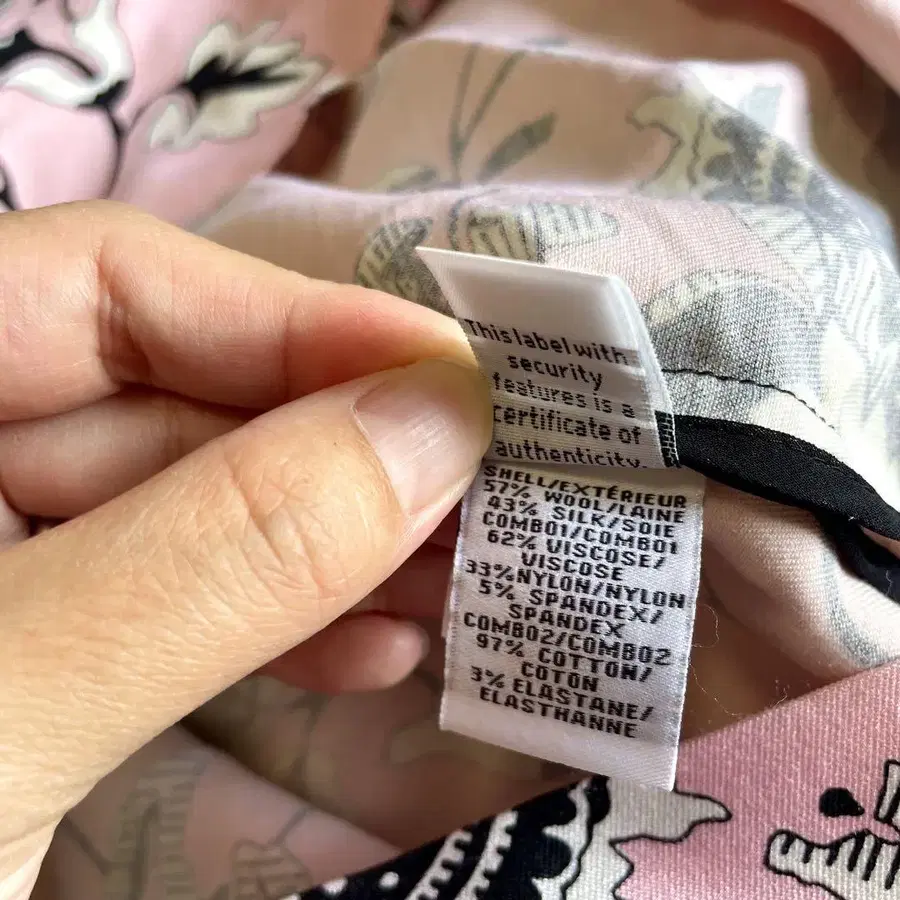 This label with
security
features is a
certificate of
authenticity.
SHELL/EXTÉRIEUR
57% WOOL/LAINE
43% SILK/SOIE
COMBO1/COMBO1
62% VISCOSE/
VISCOSE
33%NYLON/NYLON
5% SPANDEX/
SPANDEX
COMBO2/COMBO2
97% COTTON/
COTON
3% ELASTANE/
ELASTHANNE